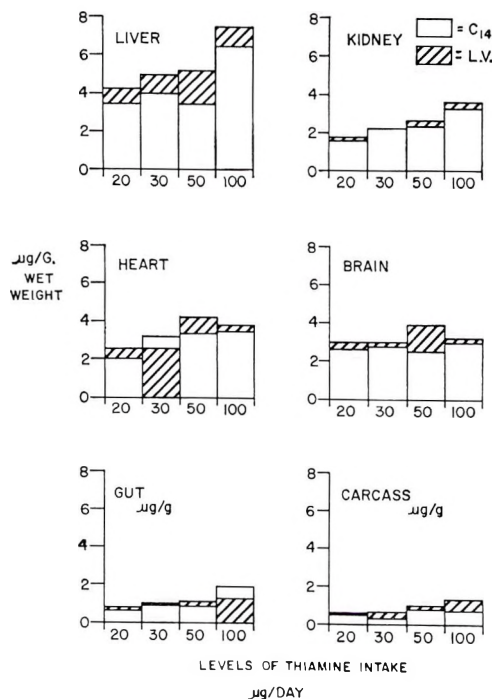 8
6
4
2
0
LIVER
20 30 50 100
8
6
4
2
0
KIDNEY
= C14
= L.V.
20 30 50 100
µg/G.
WET
WEIGHT
8
6
4
2
0
HEART
20 30 50 100
8
6
4
2
0
BRAIN
20 30 50 100
8
6
4
2
0
GUT
µg/g
20 30 50 100
8
6
4
2
0
CARCASS
µg/g
20 30 50 100
LEVELS OF THIAMINE INTAKE
µg/DAY